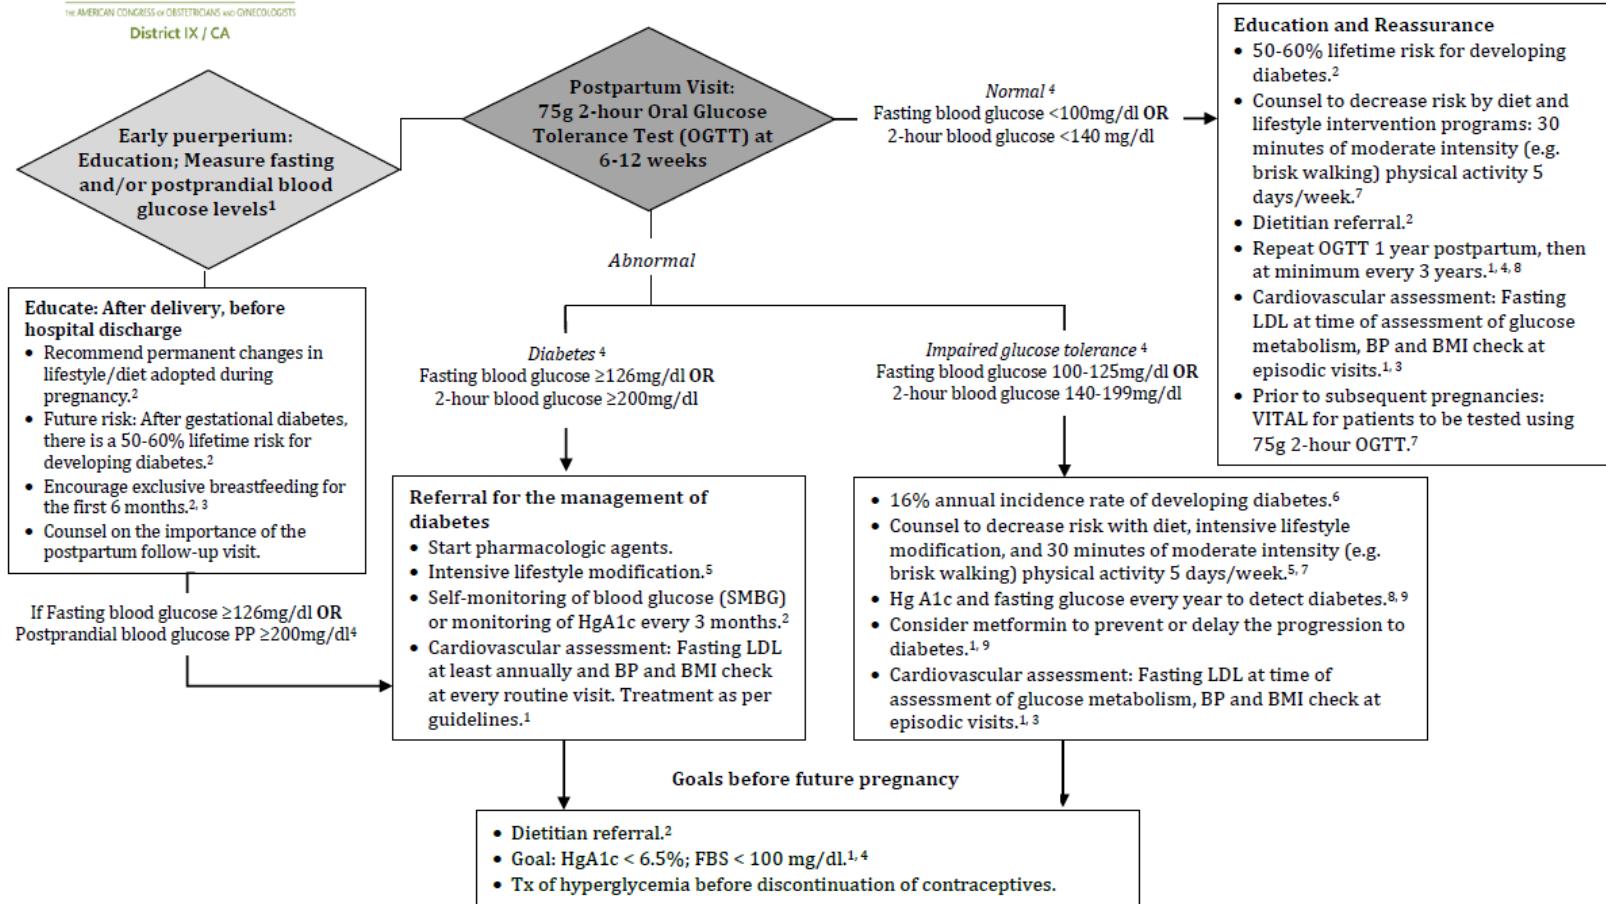 THE AMERICAN CONGRESS OF OBSTETRICIANS AND GYNECOLOGISTS
District IX / CA
Early puerperium:
Education; Measure fasting
and/or postprandial blood
glucose levels¹
Postpartum Visit:
75g 2-hour Oral Glucose
Tolerance Test (OGTT) at
6-12 weeks
Normal ⁴
Fasting blood glucose <100mg/dl OR
2-hour blood glucose <140 mg/dl
Education and Reassurance
• 50-60% lifetime risk for developing
diabetes.²
• Counsel to decrease risk by diet and
lifestyle intervention programs: 30
minutes of moderate intensity (e.g.
brisk walking) physical activity 5
days/week.⁷
• Dietitian referral.²
• Repeat OGTT 1 year postpartum, then
at minimum every 3 years.¹, ⁴, ⁸
• Cardiovascular assessment: Fasting
LDL at time of assessment of glucose
metabolism, BP and BMI check at
episodic visits.¹, ³
• Prior to subsequent pregnancies:
VITAL for patients to be tested using
75g 2-hour OGTT.⁷
Abnormal
Educate: After delivery, before
hospital discharge
• Recommend permanent changes in
lifestyle/diet adopted during
pregnancy.²
• Future risk: After gestational diabetes,
there is a 50-60% lifetime risk for
developing diabetes.²
• Encourage exclusive breastfeeding for
the first 6 months.², ³
• Counsel on the importance of the
postpartum follow-up visit.
If Fasting blood glucose ≥126mg/dl OR
Postprandial blood glucose PP ≥200mg/dl⁴
Diabetes ⁴
Fasting blood glucose ≥126mg/dl OR
2-hour blood glucose ≥200mg/dl
Impaired glucose tolerance ⁴
Fasting blood glucose 100-125mg/dl OR
2-hour blood glucose 140-199mg/dl
Referral for the management of
diabetes
• Start pharmacologic agents.
• Intensive lifestyle modification.⁵
• Self-monitoring of blood glucose (SMBG)
or monitoring of HgA1c every 3 months.²
• Cardiovascular assessment: Fasting LDL
at least annually and BP and BMI check
at every routine visit. Treatment as per
guidelines.¹
• 16% annual incidence rate of developing diabetes.⁶
• Counsel to decrease risk with diet, intensive lifestyle
modification, and 30 minutes of moderate intensity (e.g.
brisk walking) physical activity 5 days/week.⁵, ⁷
• Hg A1c and fasting glucose every year to detect diabetes.⁸, ⁹
• Consider metformin to prevent or delay the progression to
diabetes.¹, ⁹
• Cardiovascular assessment: Fasting LDL at time of
assessment of glucose metabolism, BP and BMI check at
episodic visits.¹, ³
Goals before future pregnancy
• Dietitian referral.²
• Goal: HgA1c < 6.5%; FBS < 100 mg/dl.¹, ⁴
• Tx of hyperglycemia before discontinuation of contraceptives.